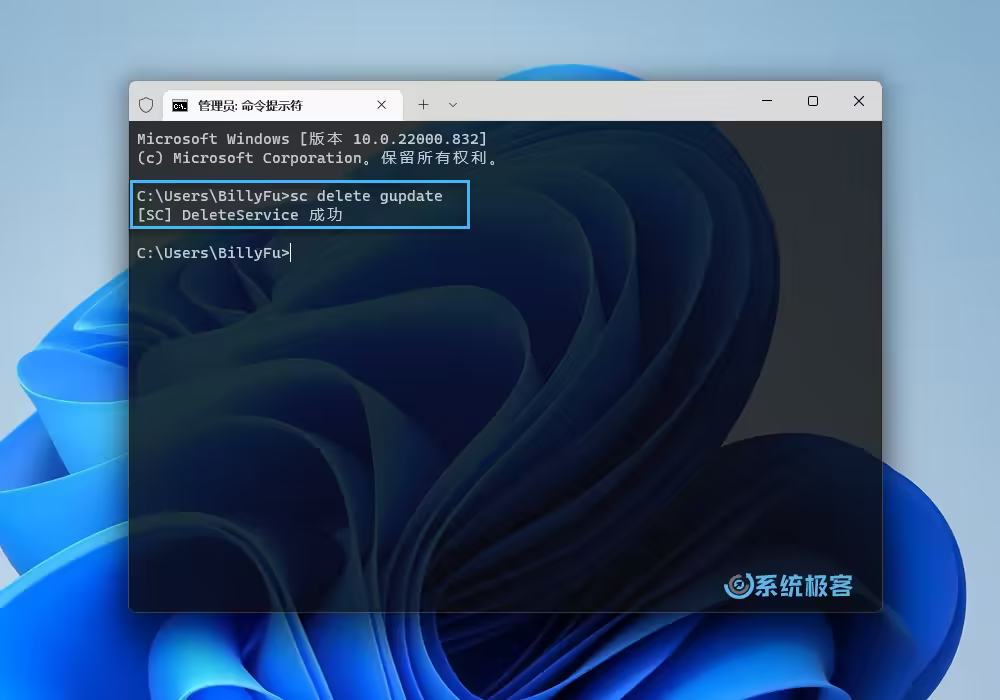 管理员: 命令提示符
Microsoft Windows [版本 10.0.22000.832]
(c) Microsoft Corporation。保留所有权利。
C:\Users\BillyFu>sc delete gupdate
[SC] DeleteService 成功
C:\Users\BillyFu>
系统极客